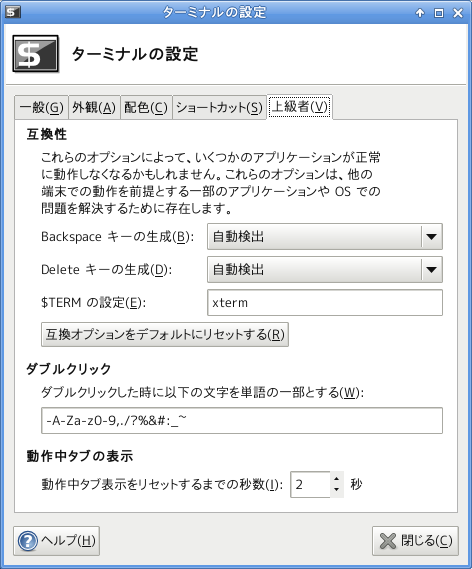 ターミナルの設定
ターミナルの設定
一般(G) 外観(A) 配色(C) ショートカット(S) 上級者(V)
互換性
これらのオプションによって、いくつかのアプリケーションが正常
に動作しなくなるかもしれません。これらのオプションは、他の
端末での動作を前提とする一部のアプリケーションや OS での
問題を解決するために存在します。
Backspace キーの生成(B): 自動検出
Delete キーの生成(D): 自動検出
$TERM の設定(E): xterm
互換オプションをデフォルトにリセットする(R)
ダブルクリック
ダブルクリックした時に以下の文字を単語の一部とする(W):
-A-Za-z0-9,./?%&#:_~
動作中タブの表示
動作中タブ表示をリセットするまでの秒数(I): 2 秒
ヘルプ(H) 閉じる(C)